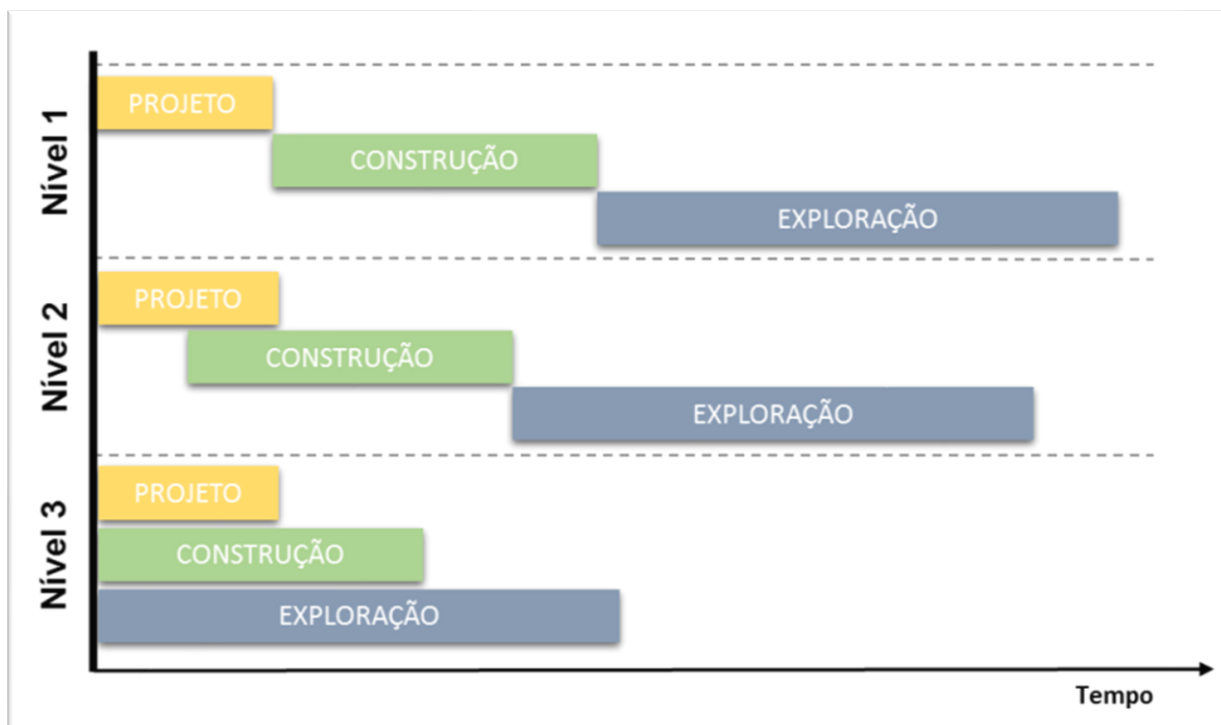 Nível 1
PROJETO
CONSTRUÇÃO
EXPLORAÇÃO
Nível 2
PROJETO
CONSTRUÇÃO
EXPLORAÇÃO
Nível 3
PROJETO
CONSTRUÇÃO
EXPLORAÇÃO
Tempo